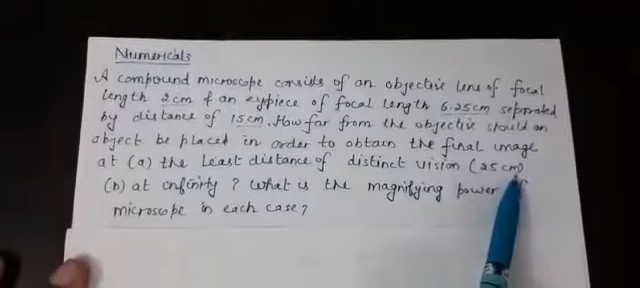 Numericals
A compound microscope consists of an objective lens of focal
length 2cm & an eypiece of focal length 6.25cm seperated
by distance of 15cm. How far from the objective should an
object be placed in order to obtain the final image
at (a) the least distance of distinct vision (25cm)
(b) at infinity? What is the magnifying power
microscope in each case?